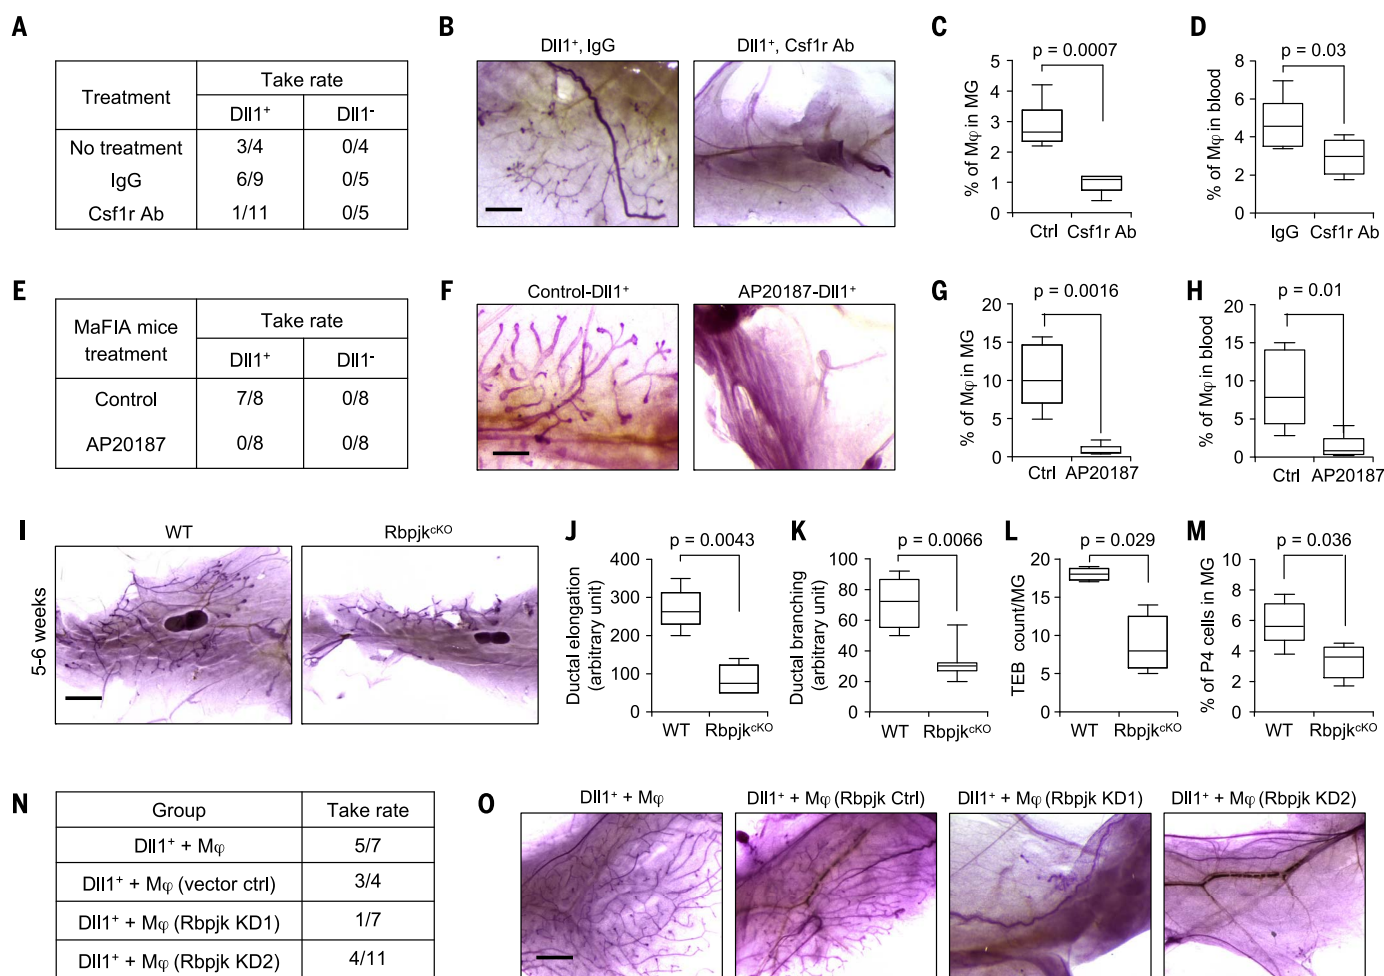 A
Treatment
Take rate
Dll1⁺ Dll1⁻
No treatment 3/4 0/4
IgG 6/9 0/5
Csf1r Ab 1/11 0/5
B
Dll1⁺, IgG
Dll1⁺, Csf1r Ab
C
p = 0.0007
% of Mφ in MG
5
4
3
2
1
0
Ctrl Csf1r Ab
D
p = 0.03
% of Mφ in blood
8
6
4
2
0
IgG Csf1r Ab
E
MaFIA mice
treatment
Take rate
Dll1⁺ Dll1⁻
Control 7/8 0/8
AP20187 0/8 0/8
F
Control-Dll1⁺
AP20187-Dll1⁺
G
p = 0.0016
% of Mφ in MG
20
15
10
5
0
Ctrl AP20187
H
p = 0.01
% of Mφ in blood
20
15
10
5
0
Ctrl AP20187
I
WT
Rbpjkᶜᴷᴼ
5-6 weeks
J
p = 0.0043
Ductal elongation
(arbitrary unit)
400
300
200
100
0
WT Rbpjkᶜᴷᴼ
K
p = 0.0066
Ductal branching
(arbitrary unit)
100
80
60
40
20
0
WT Rbpjkᶜᴷᴼ
L
p = 0.029
TEB count/MG
20
15
10
5
0
WT Rbpjkᶜᴷᴼ
M
p = 0.036
% of P4 cells in MG
10
8
6
4
2
0
WT Rbpjkᶜᴷᴼ
N
Group Take rate
Dll1⁺ + Mφ 5/7
Dll1⁺ + Mφ (vector ctrl) 3/4
Dll1⁺ + Mφ (Rbpjk KD1) 1/7
Dll1⁺ + Mφ (Rbpjk KD2) 4/11
O
Dll1⁺ + Mφ
Dll1⁺ + Mφ (Rbpjk Ctrl)
Dll1⁺ + Mφ (Rbpjk KD1)
Dll1⁺ + Mφ (Rbpjk KD2)